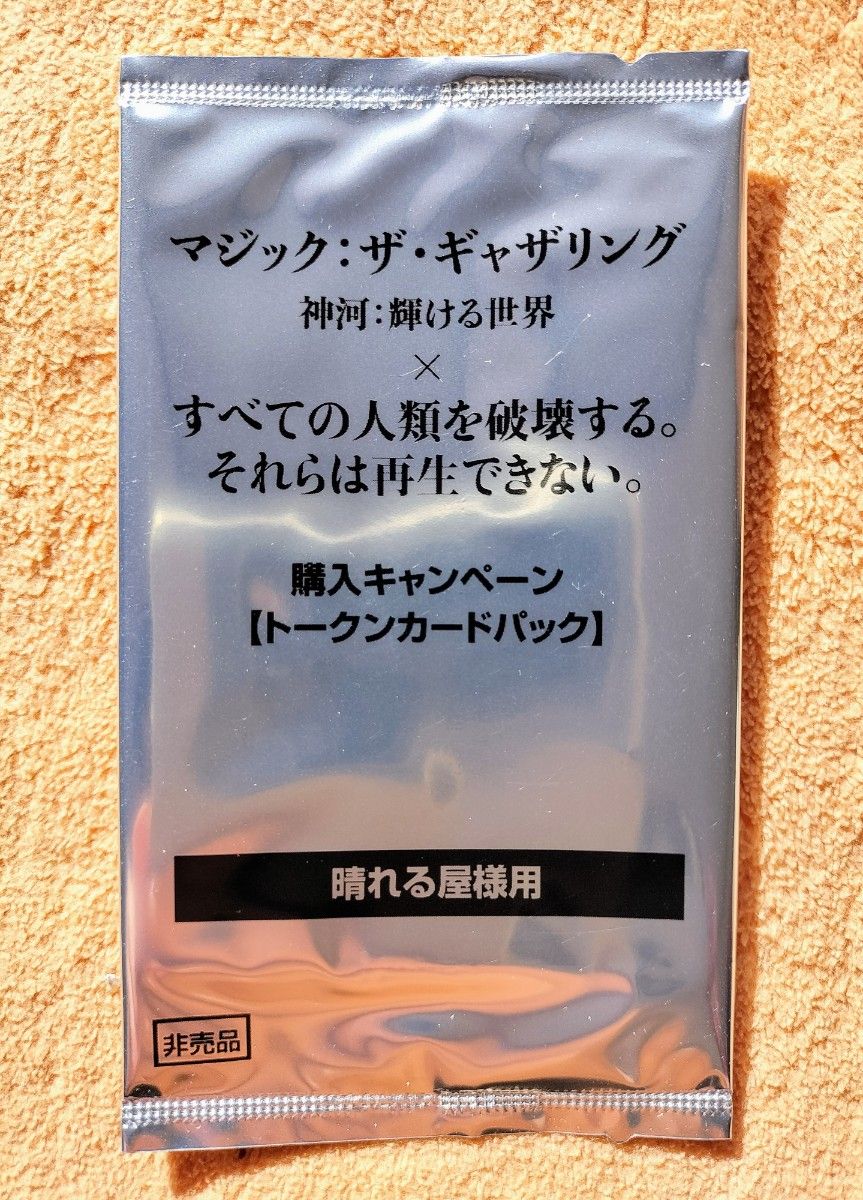 マジック：ザ・ギャザリング
神河：輝ける世界
×
すべての人類を破壊する。
それらは再生できない。
購入キャンペーン
【トークンカードパック】
晴れる屋様用
非売品